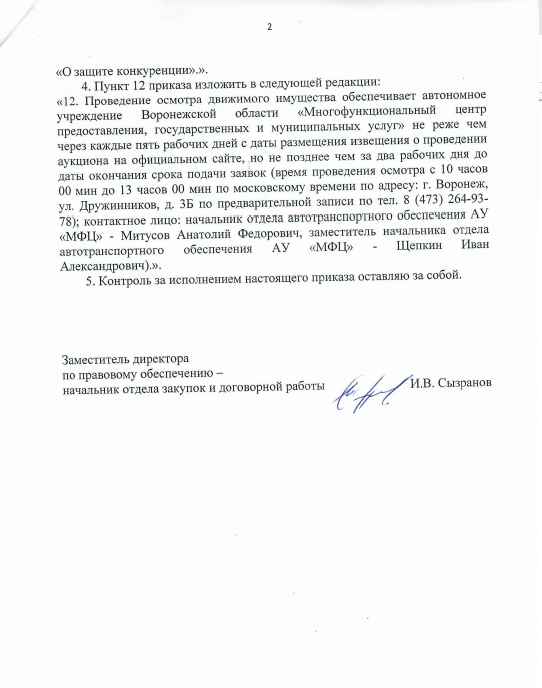 2
«О защите конкуренции».».
4. Пункт 12 приказа изложить в следующей редакции:
«12. Проведение осмотра движимого имущества обеспечивает автономное
учреждение Воронежской области «Многофункциональный центр
предоставления, государственных и муниципальных услуг» не реже чем
через каждые пять рабочих дней с даты размещения извещения о проведении
аукциона на официальном сайте, но не позднее чем за два рабочих дня до
даты окончания срока подачи заявок (время проведения осмотра с 10 часов
00 мин до 13 часов 00 мин по московскому времени по адресу: г. Воронеж,
ул. Дружинников, д. 3Б по предварительной записи по тел. 8 (473) 264-93-
78); контактное лицо: начальник отдела автотранспортного обеспечения АУ
«МФЦ» - Митусов Анатолий Федорович, заместитель начальника отдела
автотранспортного обеспечения АУ «МФЦ» - Щепкин Иван
Александрович).».
5. Контроль за исполнением настоящего приказа оставляю за собой.
Заместитель директора
по правовому обеспечению –
начальник отдела закупок и договорной работы И.В. Сызранов